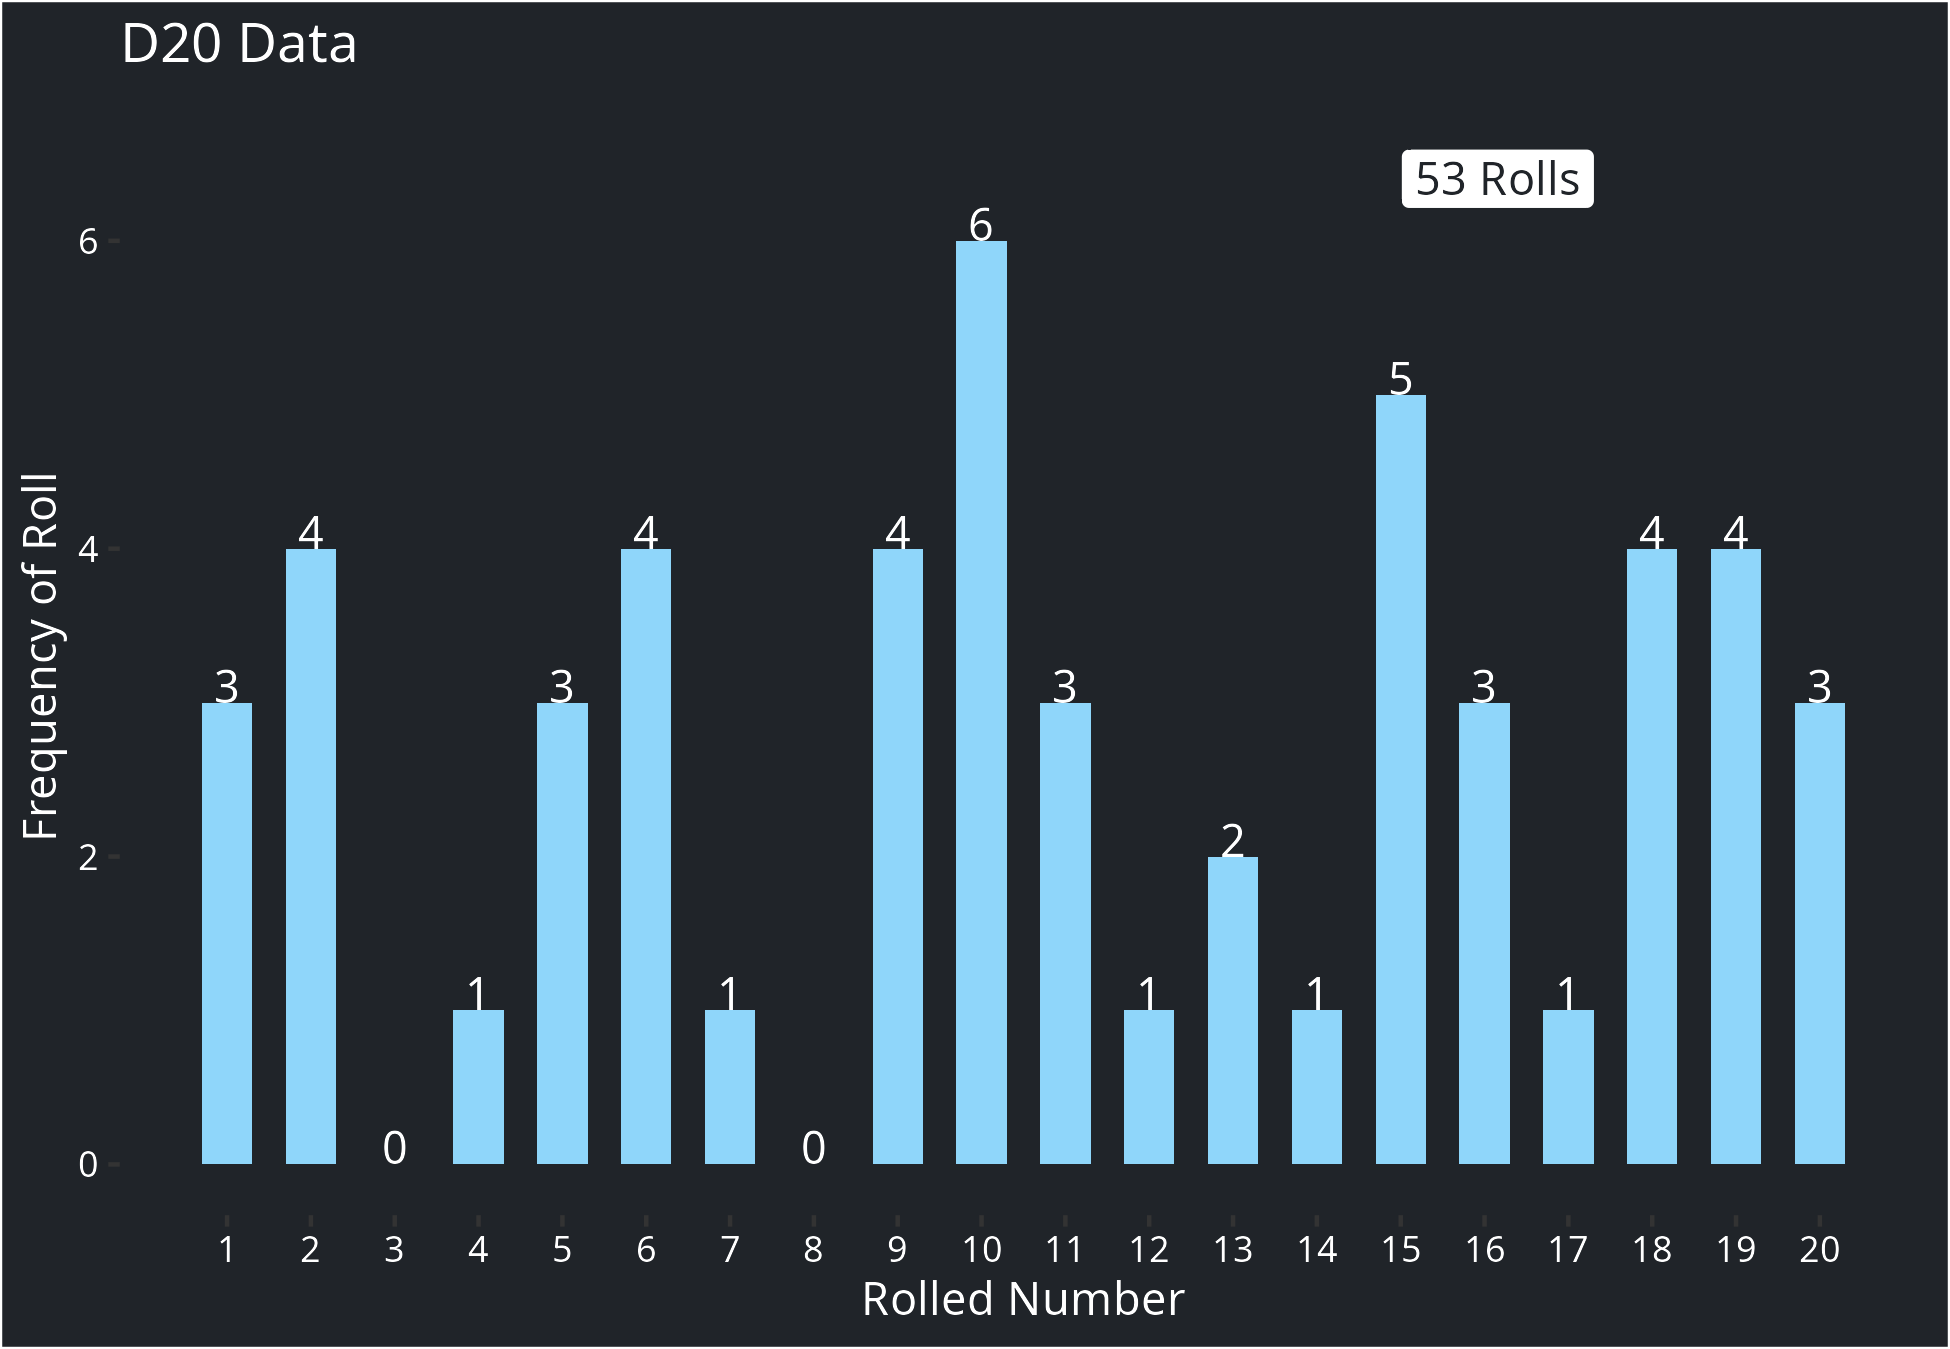 D20 Data
53 Rolls
6
6
5
4 4 4 4 4
4
3 3 3 3 3
2
2
1 1 1 1 1
0 0
0
Frequency of Roll
1 2 3 4 5 6 7 8 9 10 11 12 13 14 15 16 17 18 19 20
Rolled Number